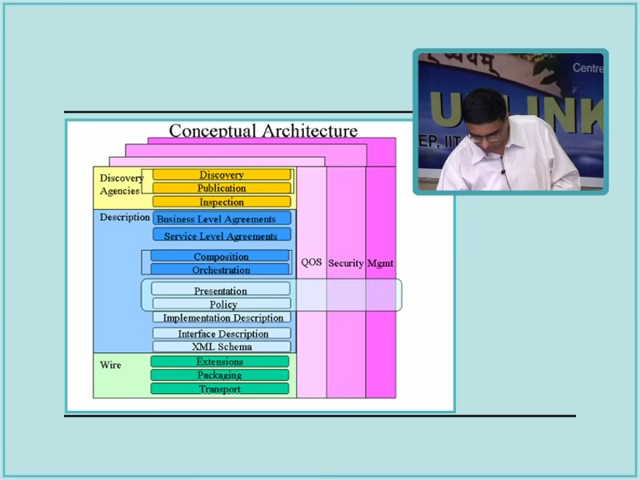 Conceptual Architecture
Discovery
Agencies
Discovery
Publication
Inspection
Description
Business Level Agreements
Service Level Agreements
Composition
Orchestration
Presentation
Policy
Implementation Description
Interface Description
XML Schema
Wire
Extensions
Packaging
Transport
QOS
Security
Mgmt
Centre
EP, IIT